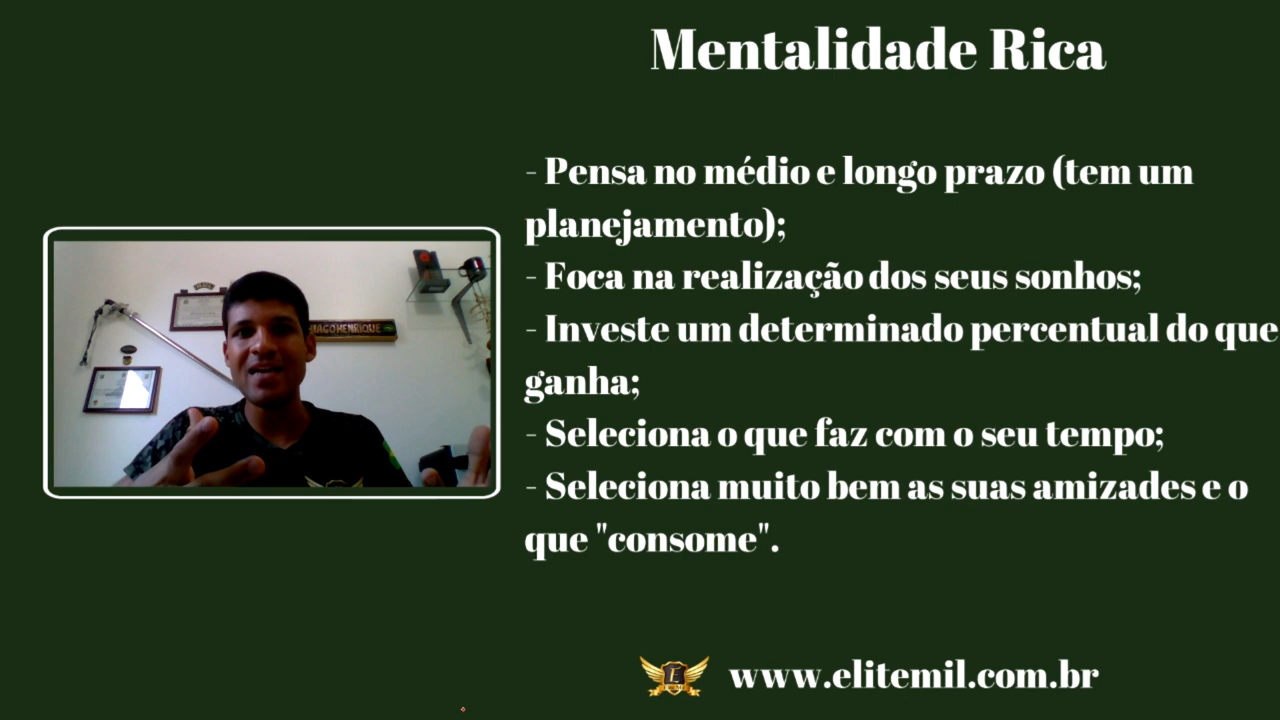 Mentalidade Rica
- Pensa no médio e longo prazo (tem um
planejamento);
- Foca na realização dos seus sonhos;
- Investe um determinado percentual do que
ganha;
- Seleciona o que faz com o seu tempo;
- Seleciona muito bem as suas amizades e o
que "consome".
HIAGO HENRIQUE
www.elitemil.com.br